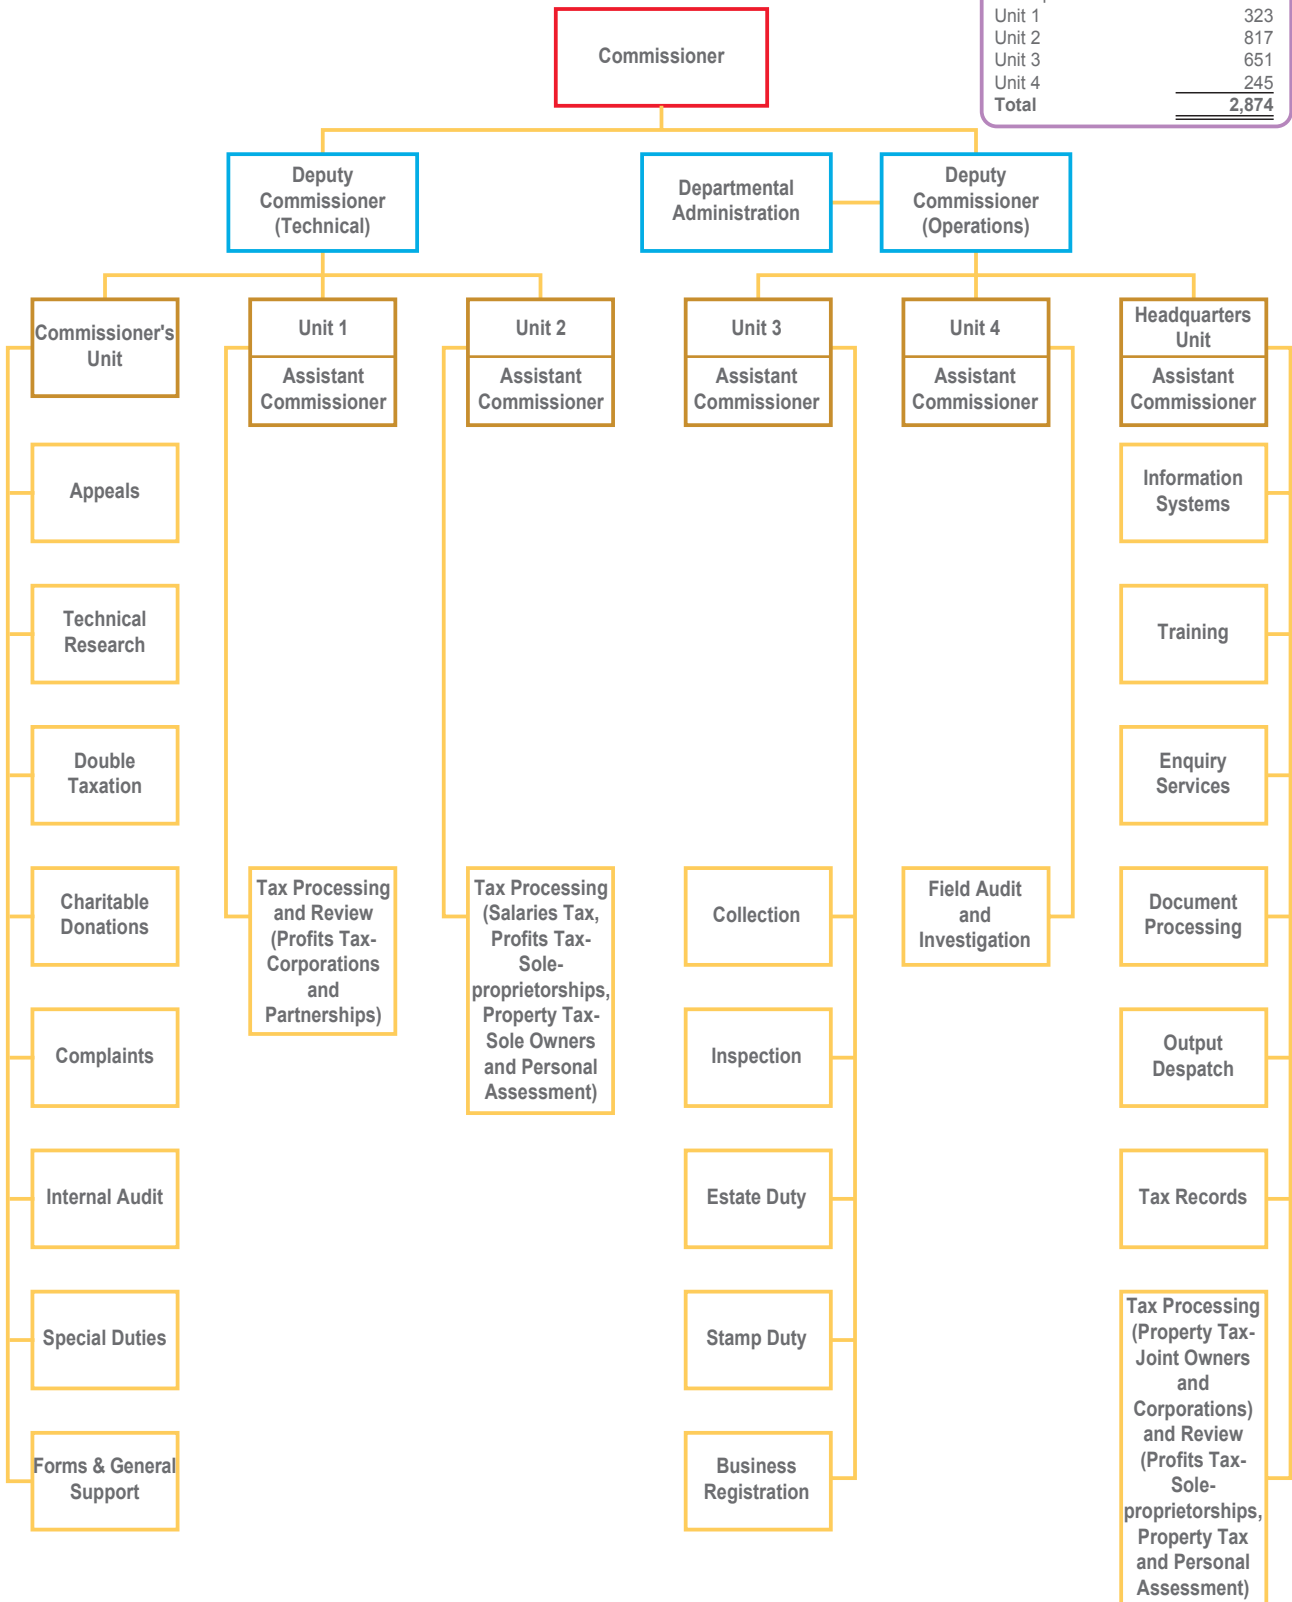 Unit 1 323
Unit 2 817
Unit 3 651
Unit 4 245
Total 2,874
Commissioner
Deputy
Commissioner
(Technical)
Departmental
Administration
Deputy
Commissioner
(Operations)
Commissioner's
Unit
Unit 1
Assistant
Commissioner
Unit 2
Assistant
Commissioner
Unit 3
Assistant
Commissioner
Unit 4
Assistant
Commissioner
Headquarters
Unit
Assistant
Commissioner
Appeals
Technical
Research
Double
Taxation
Charitable
Donations
Complaints
Internal Audit
Special Duties
Forms & General
Support
Tax Processing
and Review
(Profits Tax-
Corporations
and
Partnerships)
Tax Processing
(Salaries Tax,
Profits Tax-
Sole-
proprietorships,
Property Tax-
Sole Owners
and Personal
Assessment)
Collection
Inspection
Estate Duty
Stamp Duty
Business
Registration
Field Audit
and
Investigation
Information
Systems
Training
Enquiry
Services
Document
Processing
Output
Despatch
Tax Records
Tax Processing
(Property Tax-
Joint Owners
and
Corporations)
and Review
(Profits Tax-
Sole-
proprietorships,
Property Tax
and Personal
Assessment)